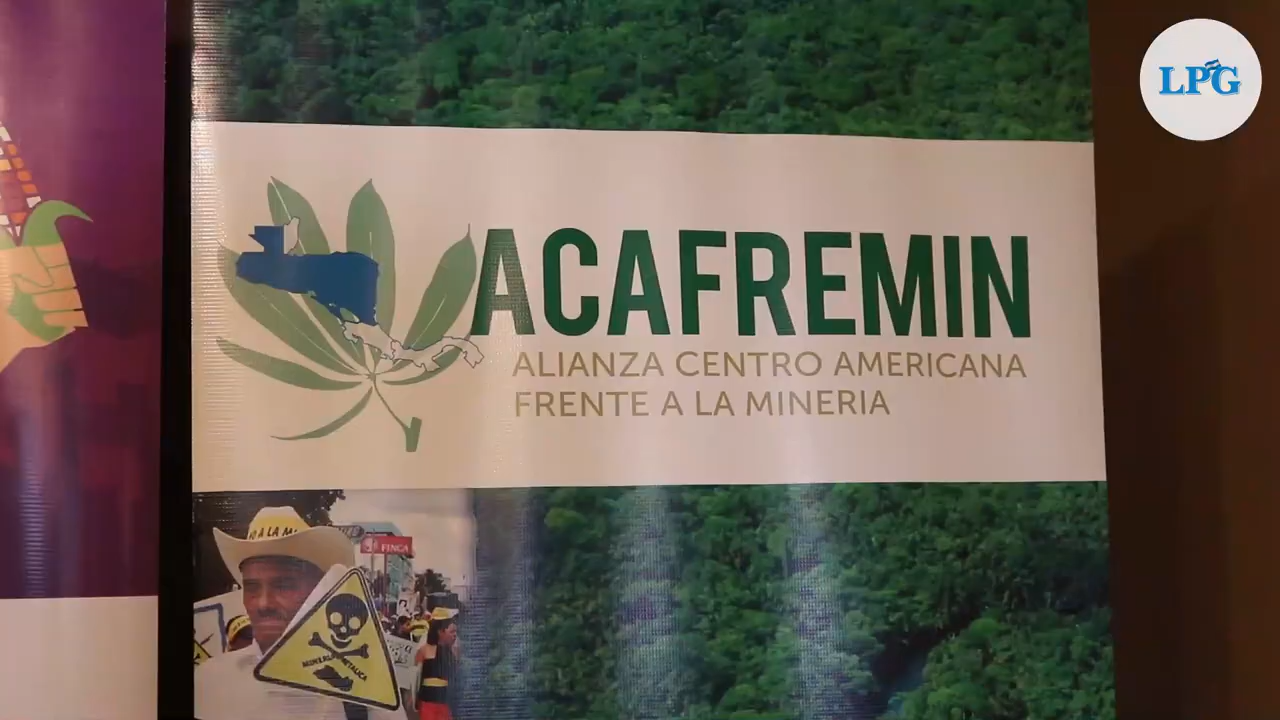 LPG
ACAFREMIN
ALIANZA CENTRO AMERICANA
FRENTE A LA MINERIA
FINCA